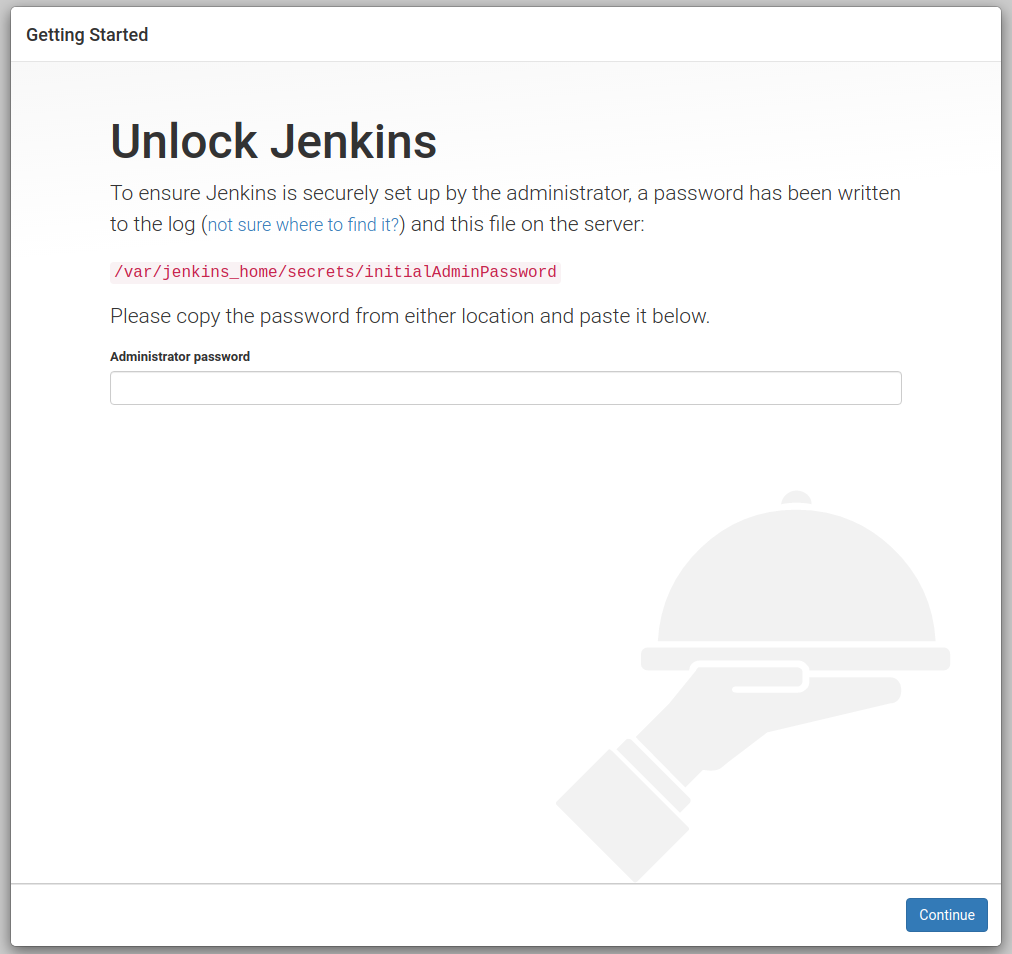 Getting Started
Unlock Jenkins
To ensure Jenkins is securely set up by the administrator, a password has been written
to the log (not sure where to find it?) and this file on the server:
/var/jenkins_home/secrets/initialAdminPassword
Please copy the password from either location and paste it below.
Administrator password
Continue